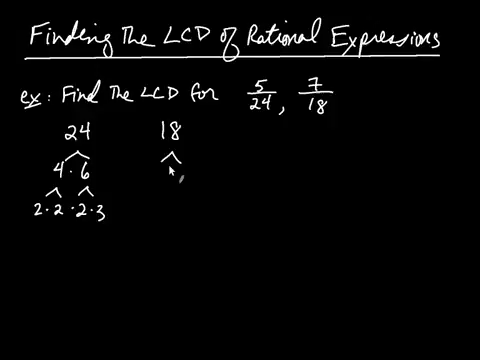 Finding The LCD of Rational Expressions
ex: Find The LCD for 5/24, 7/18
24 18
4·6
2·2·2·3